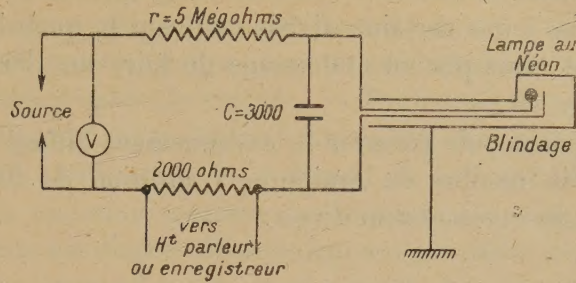 r = 5 Mégohms
Lampe au
Néon
Source
V
C=3000
Blindage
2000 ohms
vers
Hᵗ parleur
ou enregistreur